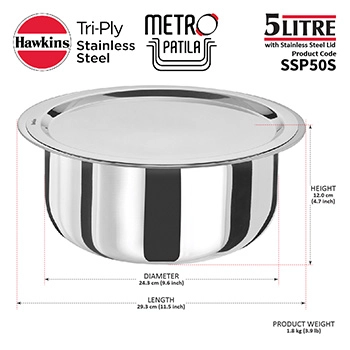 Hawkins
Tri-Ply
Stainless
Steel
METRO
PATILA
5 LITRE
with Stainless Steel Lid
Product Code
SSP50S
HEIGHT
12.0 cm
(4.7 inch)
DIAMETER
24.3 cm (9.6 inch)
LENGTH
29.3 cm (11.5 inch)
PRODUCT WEIGHT
1.8 kg (3.9 lb)